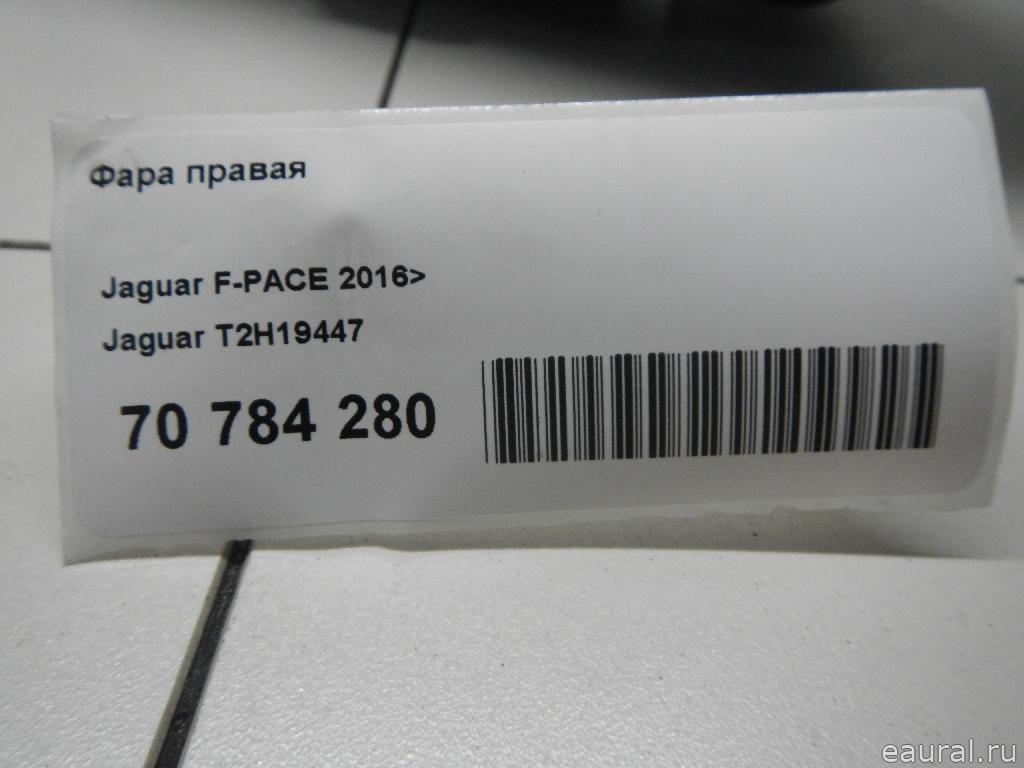 Фара правая
Jaguar F-PACE 2016>
Jaguar T2H19447
70 784 280
eaural.ru